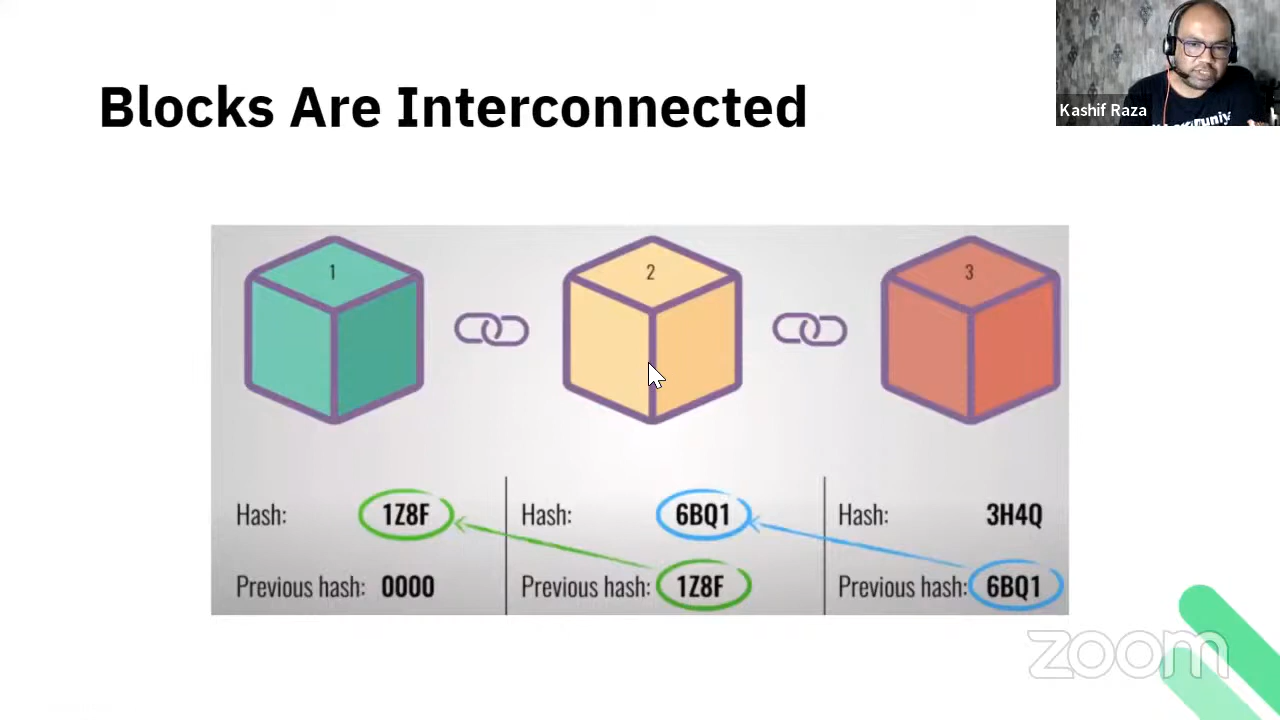 Blocks Are Interconnected
Kashif Raza
1
2
3
Hash: 1Z8F
Hash: 6BQ1
Hash: 3H4Q
Previous hash: 0000
Previous hash: 1Z8F
Previous hash: 6BQ1
zoom